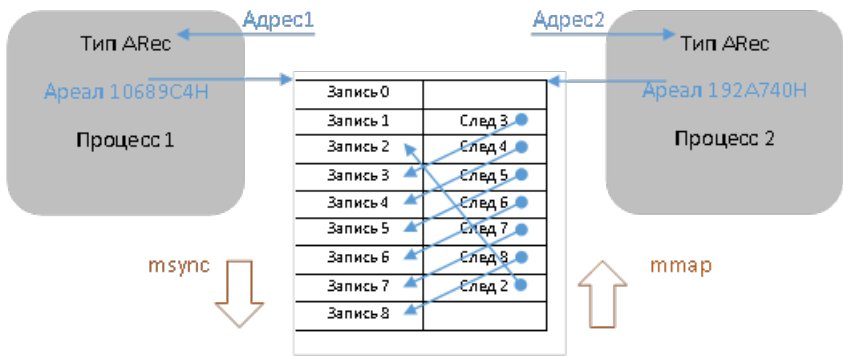 Адрес1
Адрес2
Тип ARec
Ареал 10689C4H
Процесс 1
Тип ARec
Ареал 192A740H
Процесс 2
Запись 0
Запись 1 След 3
Запись 2 След 4
Запись 3 След 5
Запись 4 След 6
Запись 5 След 7
Запись 6 След 8
Запись 7 След 2
Запись 8
msync
mmap